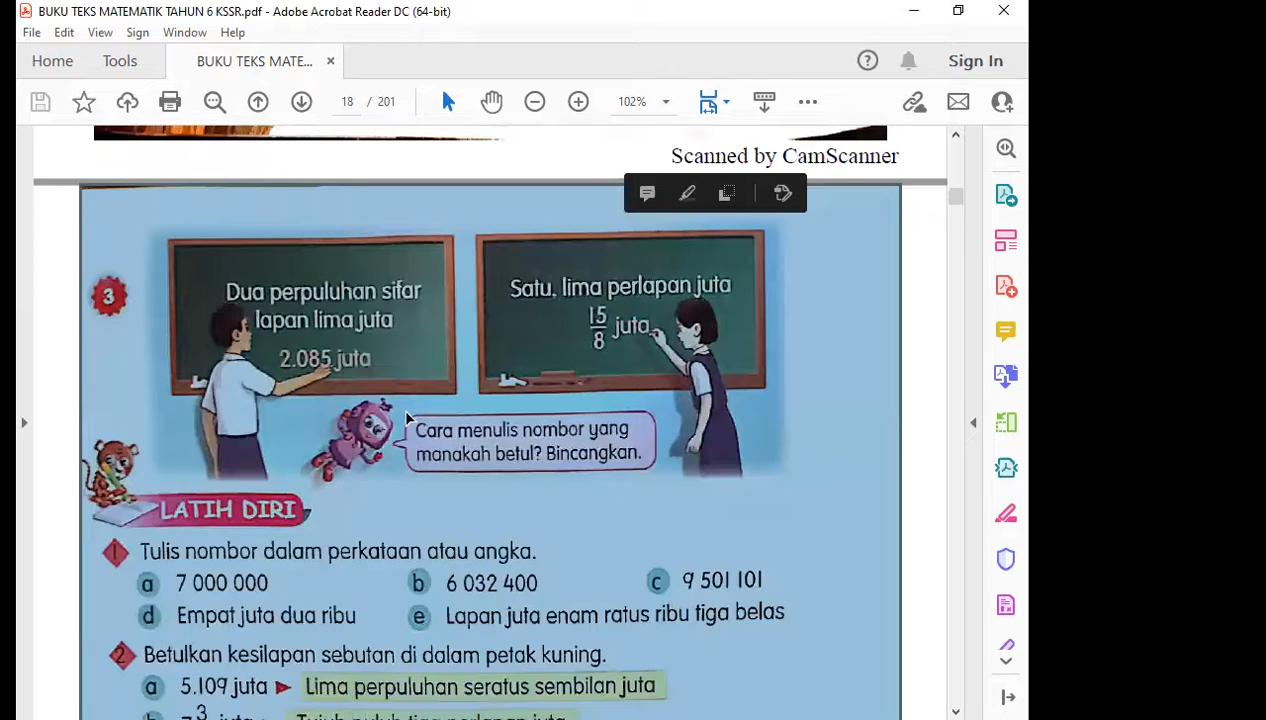 BUKU TEKS MATEMATIK TAHUN 6 KSSR.pdf - Adobe Acrobat Reader DC (64-bit)
File Edit View Sign Window Help
Home Tools BUKU TEKS MATE... ×
Sign In
18 / 201
102%
Scanned by CamScanner
3
Dua perpuluhan sifar
lapan lima juta
2.085 juta
Satu, lima perlapan juta
15/8 juta
Cara menulis nombor yang
manakah betul? Bincangkan.
LATIH DIRI
1 Tulis nombor dalam perkataan atau angka.
a 7 000 000 b 6 032 400 c 9 501 101
d Empat juta dua ribu e Lapan juta enam ratus ribu tiga belas
2 Betulkan kesilapan sebutan di dalam petak kuning.
a 5.109 juta Lima perpuluhan seratus sembilan juta
Tujuh puluh tiga perlapan juta